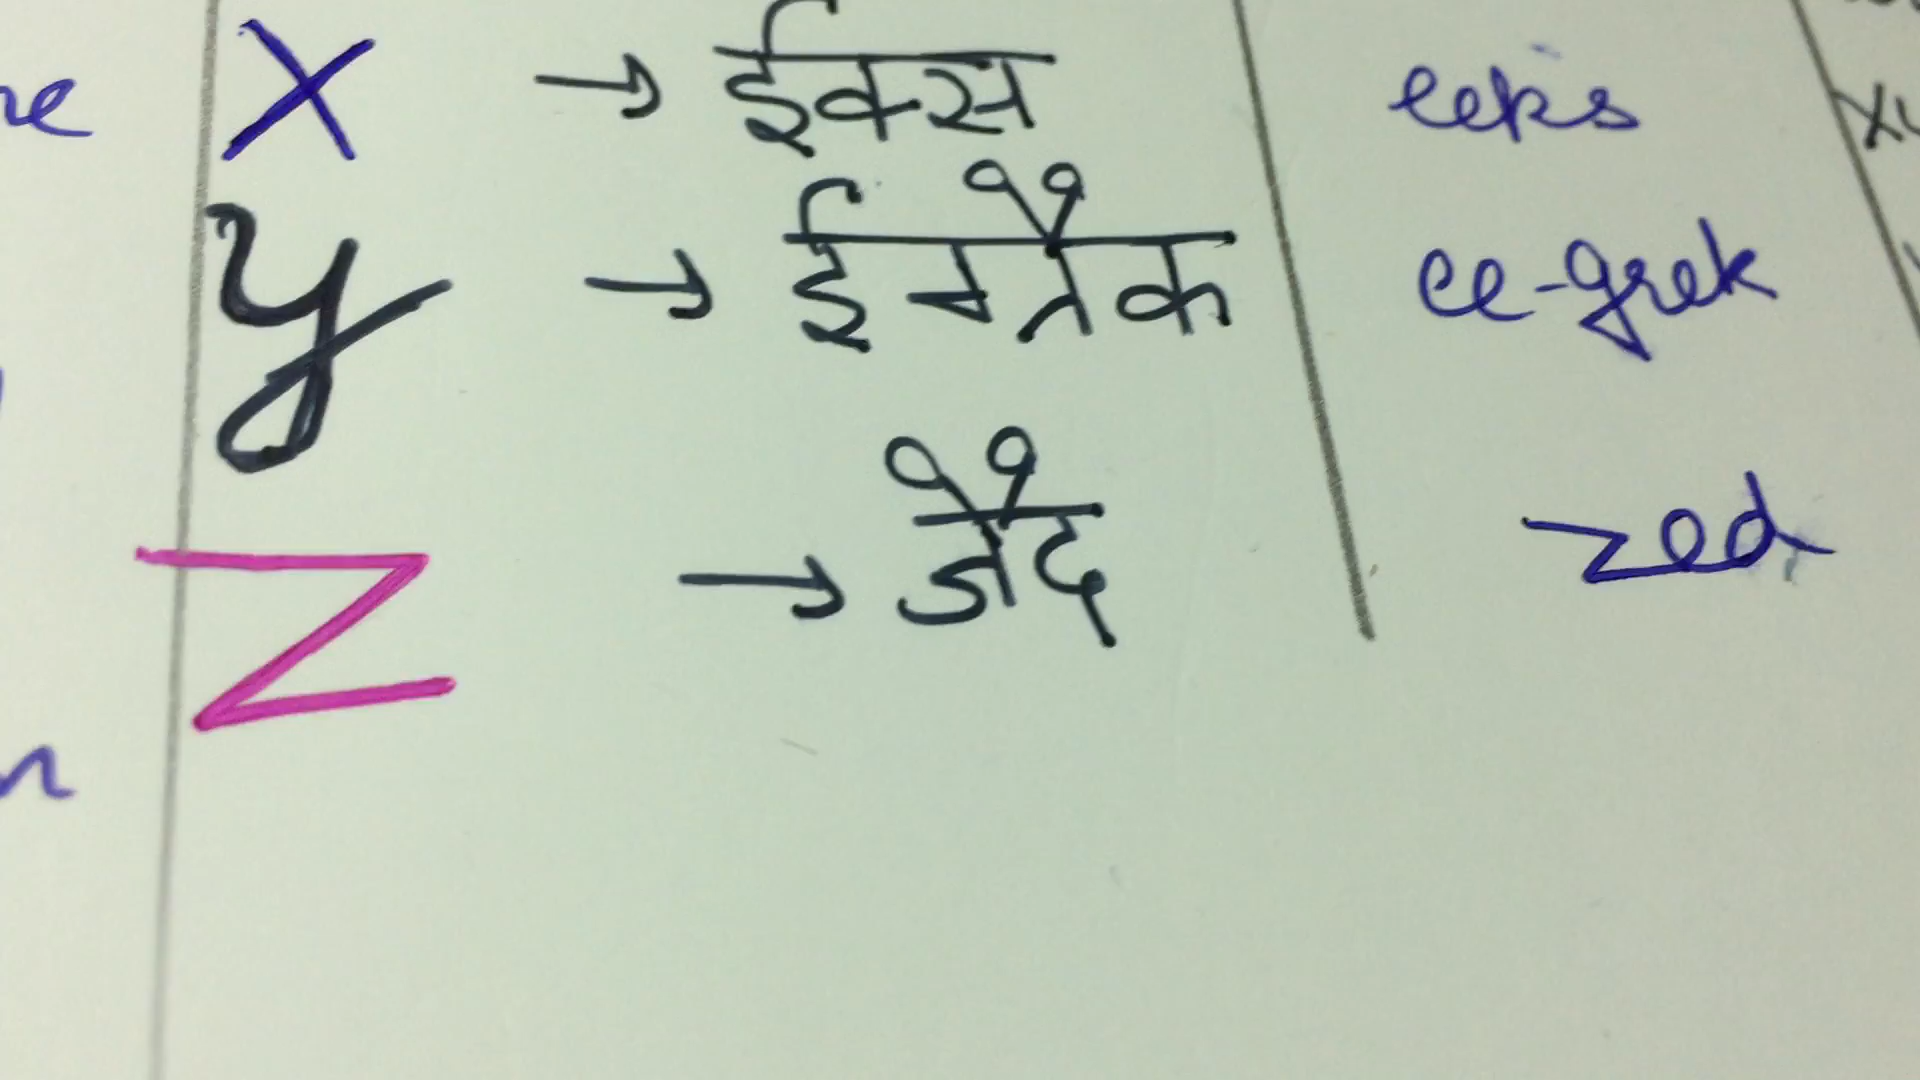 X → ईक्स eeks
y → ई च त्रैक ee-grek
Z → जैद zed